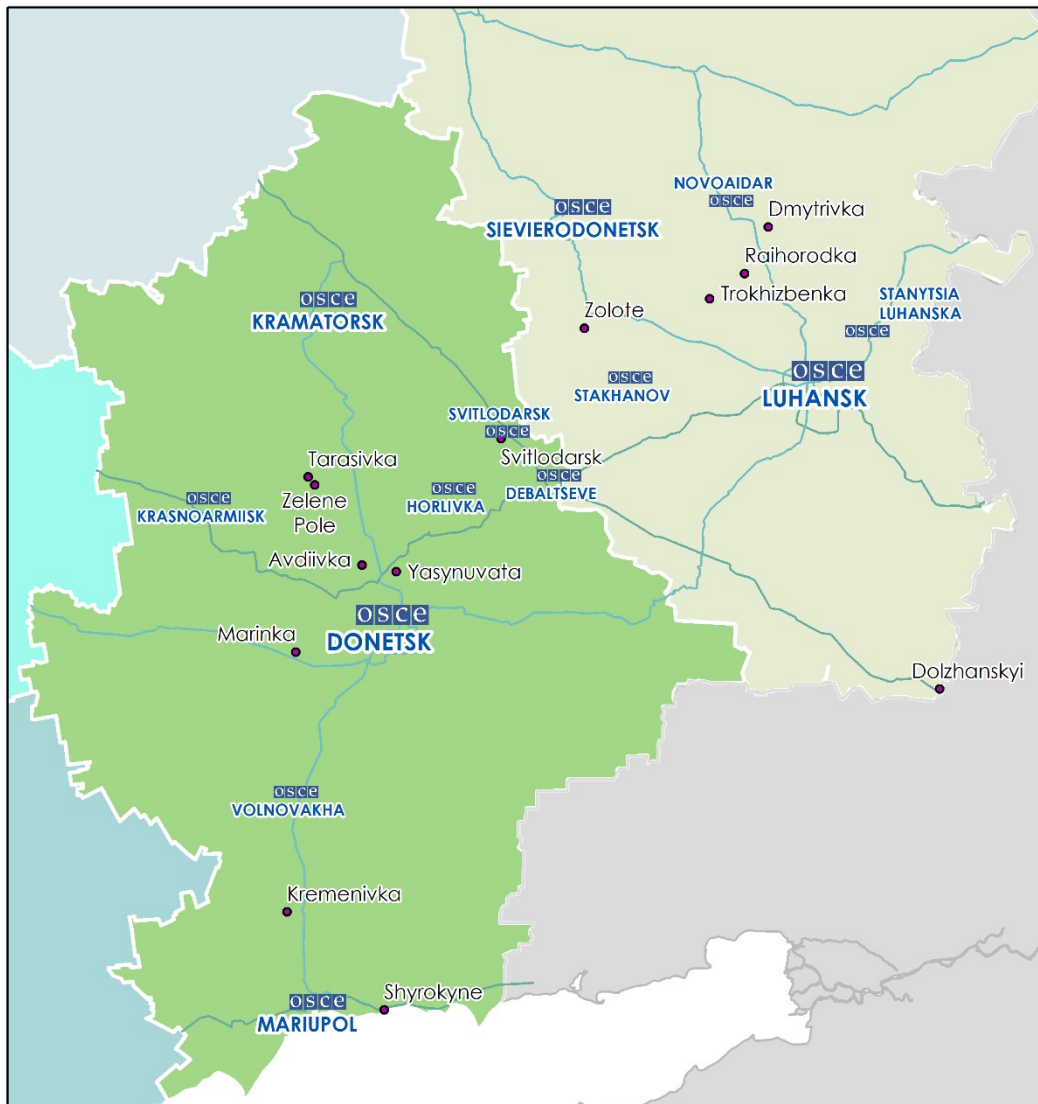 NOVOAIDAR
osce
osce
SIEVIERODONETSK
Dmytrivka
Raihorodka
Trokhizbenka
STANYTSIA
LUHANSKA
osce
osce
KRAMATORSK
Zolote
osce
LUHANSK
osce
STAKHANOV
SVITLODARSK
osce
Svitlodarsk
osce
DEBALTSEVE
Tarasivka
Zelene
Pole
osce
HORLIVKA
osce
KRASNOARMIISK
Avdiivka
Yasynuvata
osce
DONETSK
Marinka
Dolzhanskyi
osce
VOLNOVAKHA
Kremenivka
Shyrokyne
osce
MARIUPOL